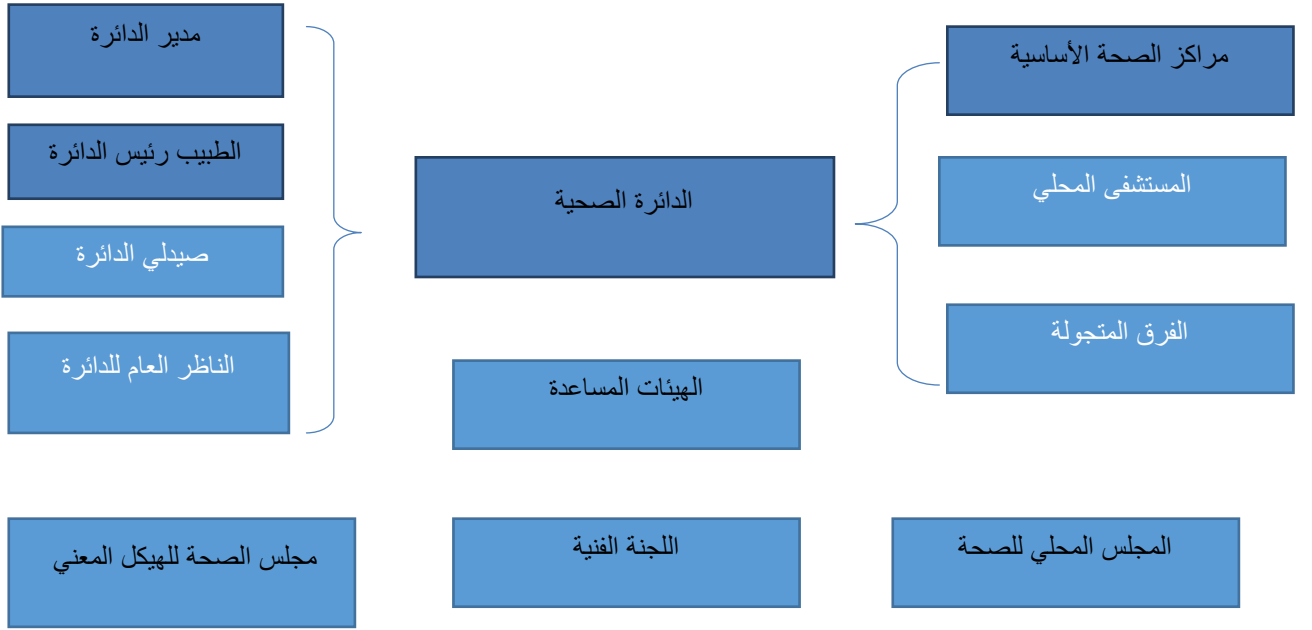 مراكز الصحة الأساسية
المستشفى المحلي
الفرق المتجولة
الدائرة الصحية
الهيئات المساعدة
مدير الدائرة
الطبيب رئيس الدائرة
صيدلي الدائرة
الناظر العام للدائرة
المجلس المحلي للصحة
اللجنة الفنية
مجلس الصحة للهيكل المعني